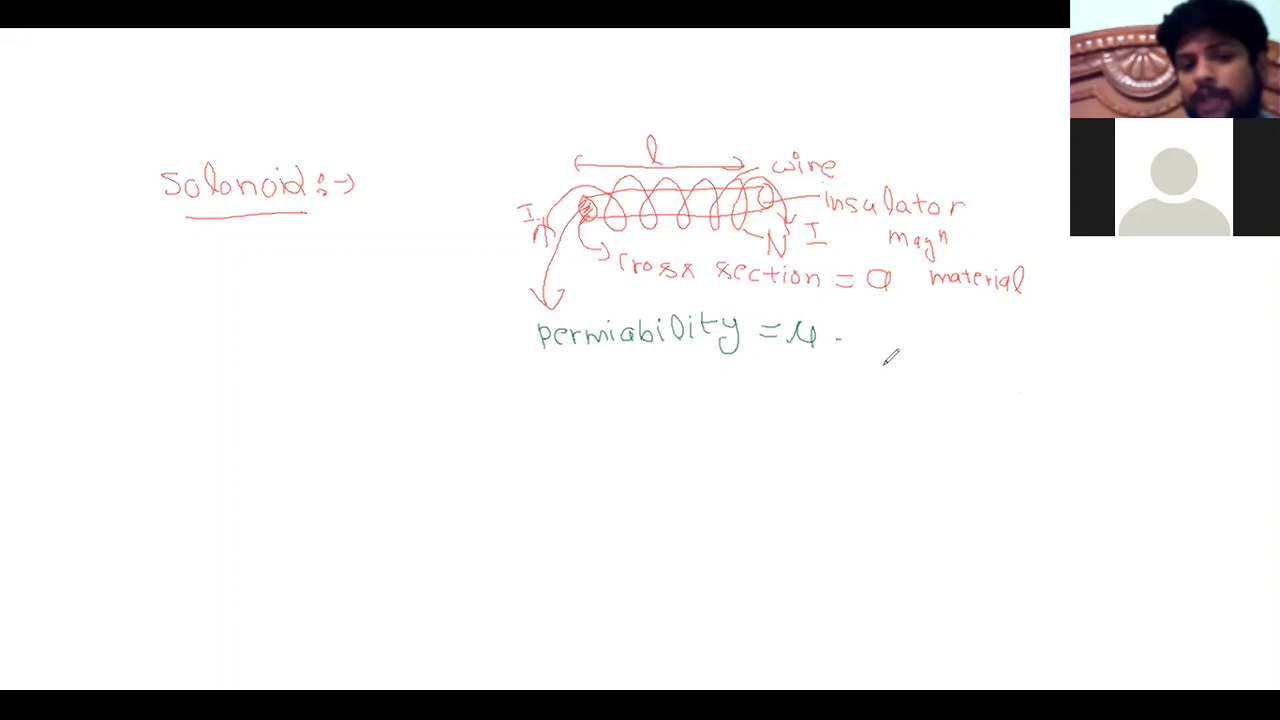 Solonoid :->
l
wire
insulator
I
N I
magn
cross section = a
material
permiability = μ -